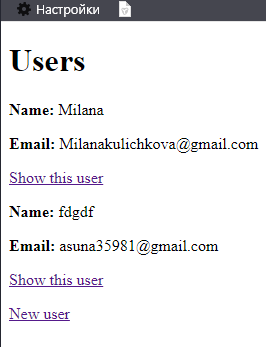 Настройки
Users
Name: Milana
Email: Milanakulichkova@gmail.com
Show this user
Name: fdgdf
Email: asuna35981@gmail.com
Show this user
New user